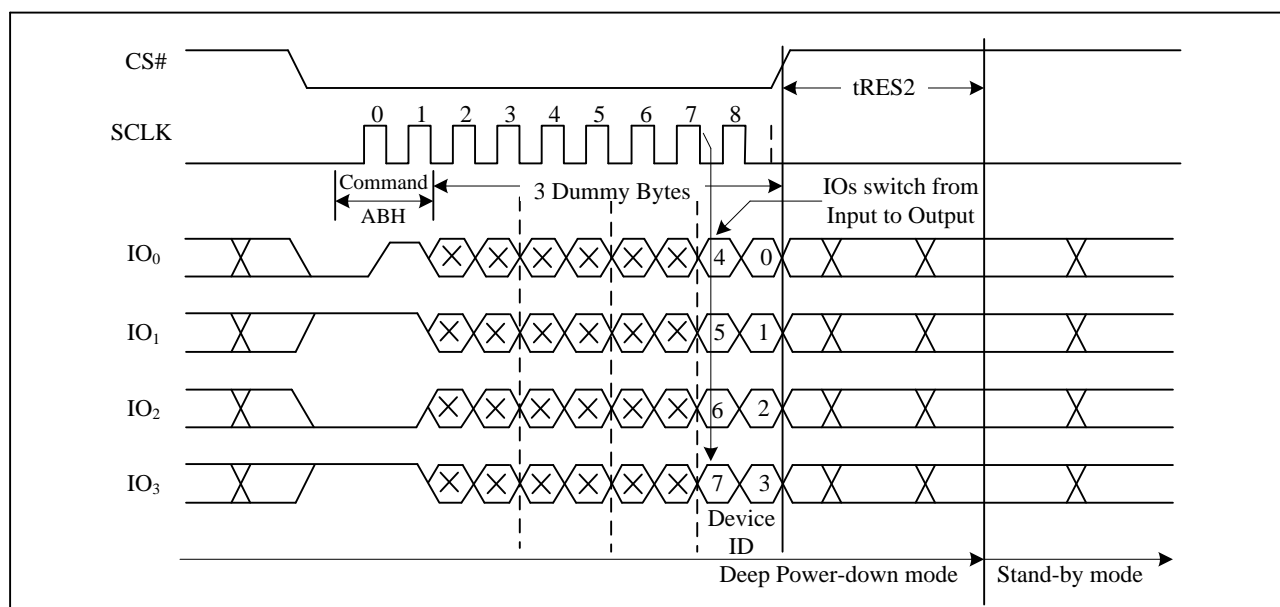 CS#
tRES2
0 1 2 3 4 5 6 7 8
SCLK
Command
ABH
3 Dummy Bytes
IOs switch from
Input to Output
IO0
4 0
IO1
5 1
IO2
6 2
IO3
7 3
Device
ID
Deep Power-down mode
Stand-by mode